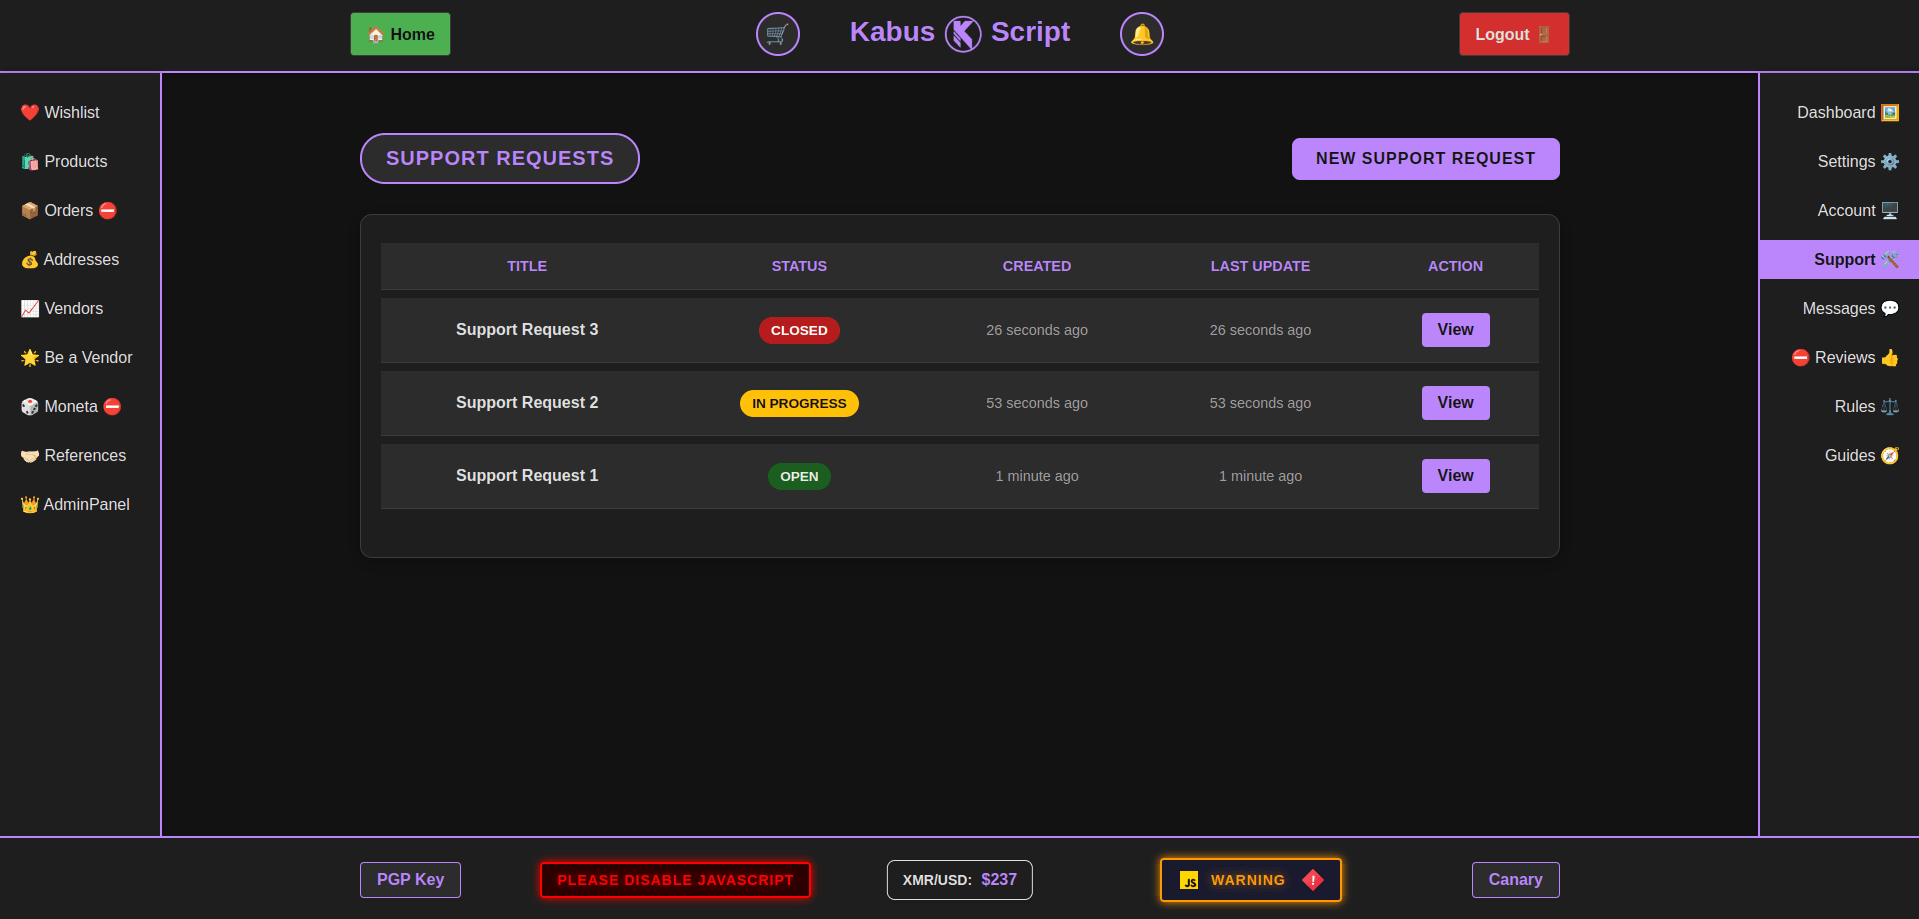 🏠 Home
🛒
Kabus Script
🔔
Logout 🚪
❤️ Wishlist
🛍️ Products
📦 Orders ⛔
💰 Addresses
📈 Vendors
🌟 Be a Vendor
🎲 Moneta ⛔
🤝🏻 References
👑 AdminPanel
SUPPORT REQUESTS
NEW SUPPORT REQUEST
TITLE STATUS CREATED LAST UPDATE ACTION
Support Request 3 CLOSED 26 seconds ago 26 seconds ago View
Support Request 2 IN PROGRESS 53 seconds ago 53 seconds ago View
Support Request 1 OPEN 1 minute ago 1 minute ago View
Dashboard 🖼️
Settings ⚙️
Account 🖥️
Support 🛠️
Messages 💬
⛔ Reviews 👍
Rules ⚖️
Guides 🧭
PGP Key
PLEASE DISABLE JAVASCRIPT
XMR/USD: $237
JS WARNING !
Canary